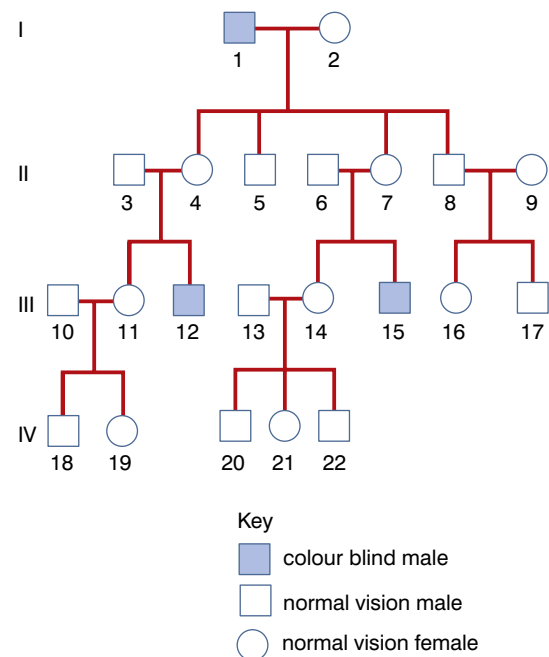 I
1 2
II
3 4 5 6 7 8 9
III
10 11 12 13 14 15 16 17
IV
18 19 20 21 22
Key
colour blind male
normal vision male
normal vision female